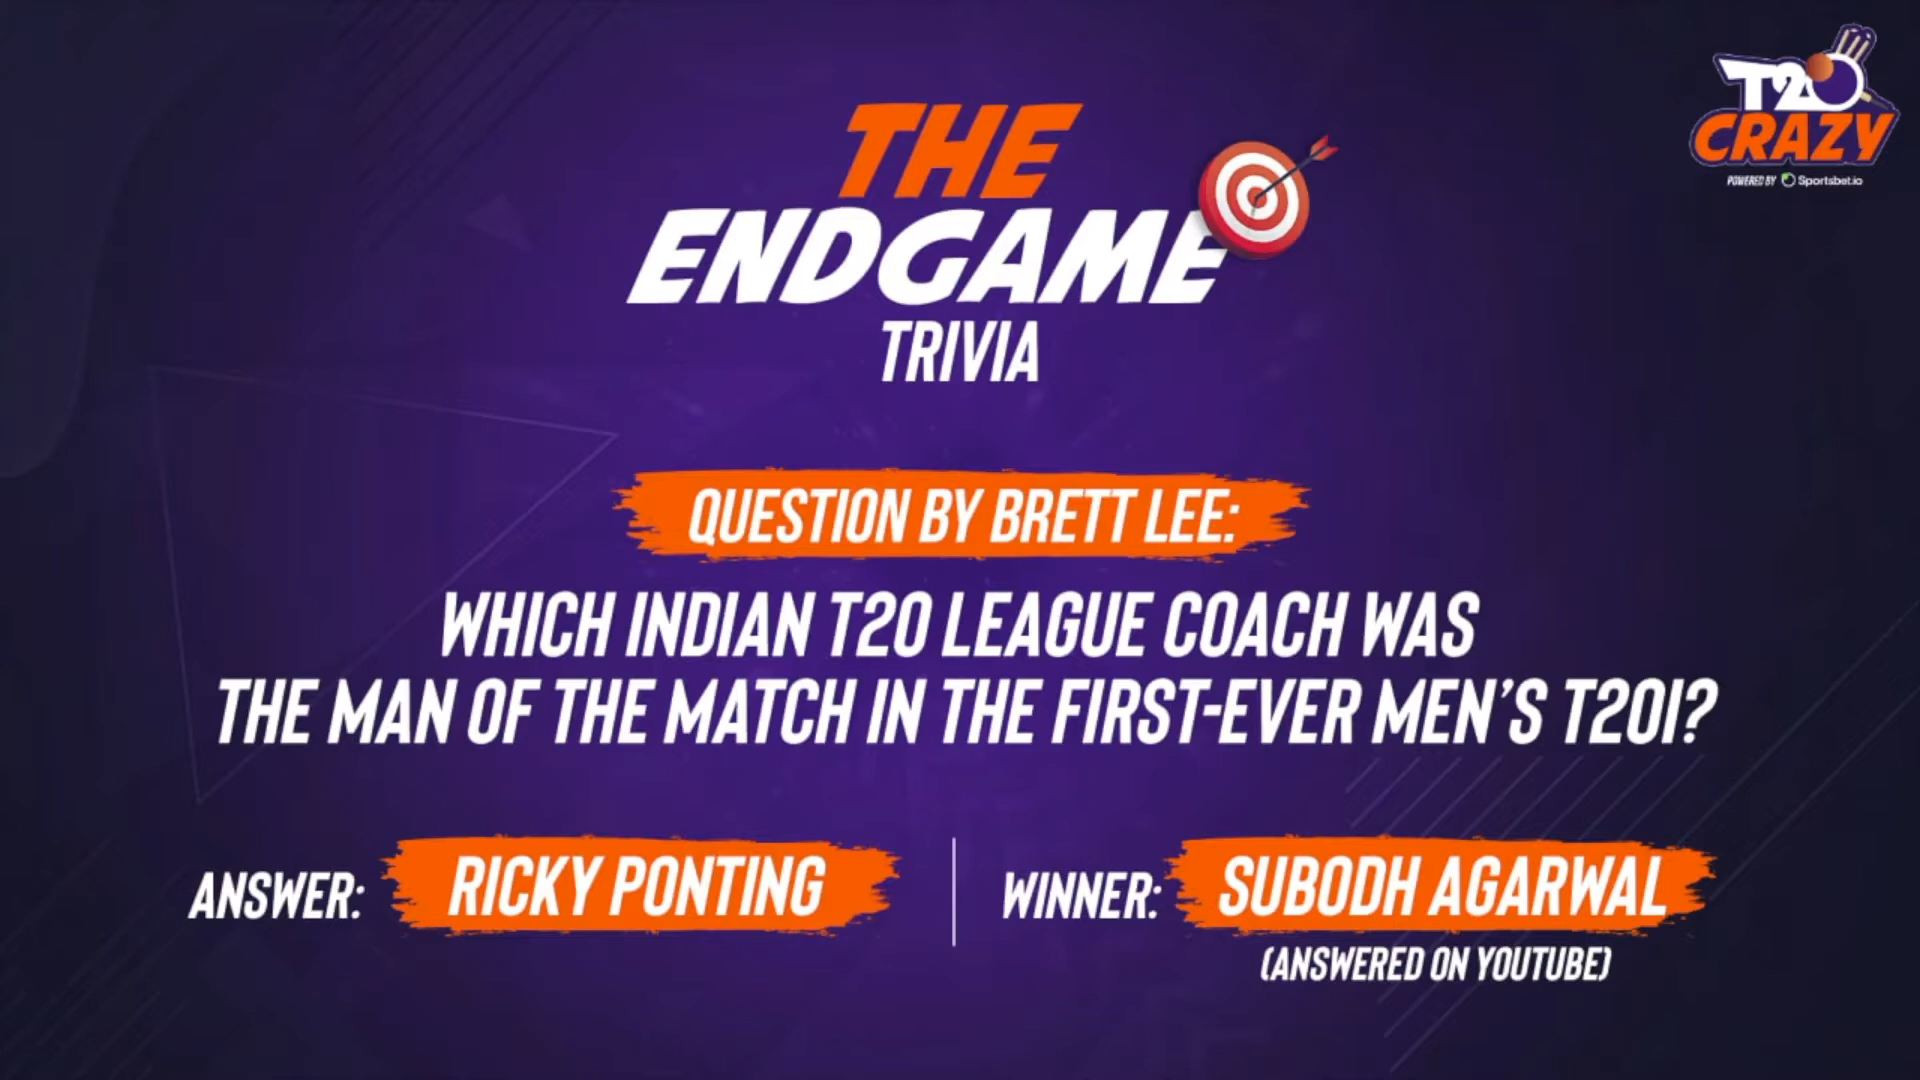 T20
CRAZY
POWERED BY Sportsbet.io
THE
ENDGAME
TRIVIA
QUESTION BY BRETT LEE:
WHICH INDIAN T20 LEAGUE COACH WAS
THE MAN OF THE MATCH IN THE FIRST-EVER MEN'S T20I?
ANSWER: RICKY PONTING
WINNER: SUBODH AGARWAL
(ANSWERED ON YOUTUBE)